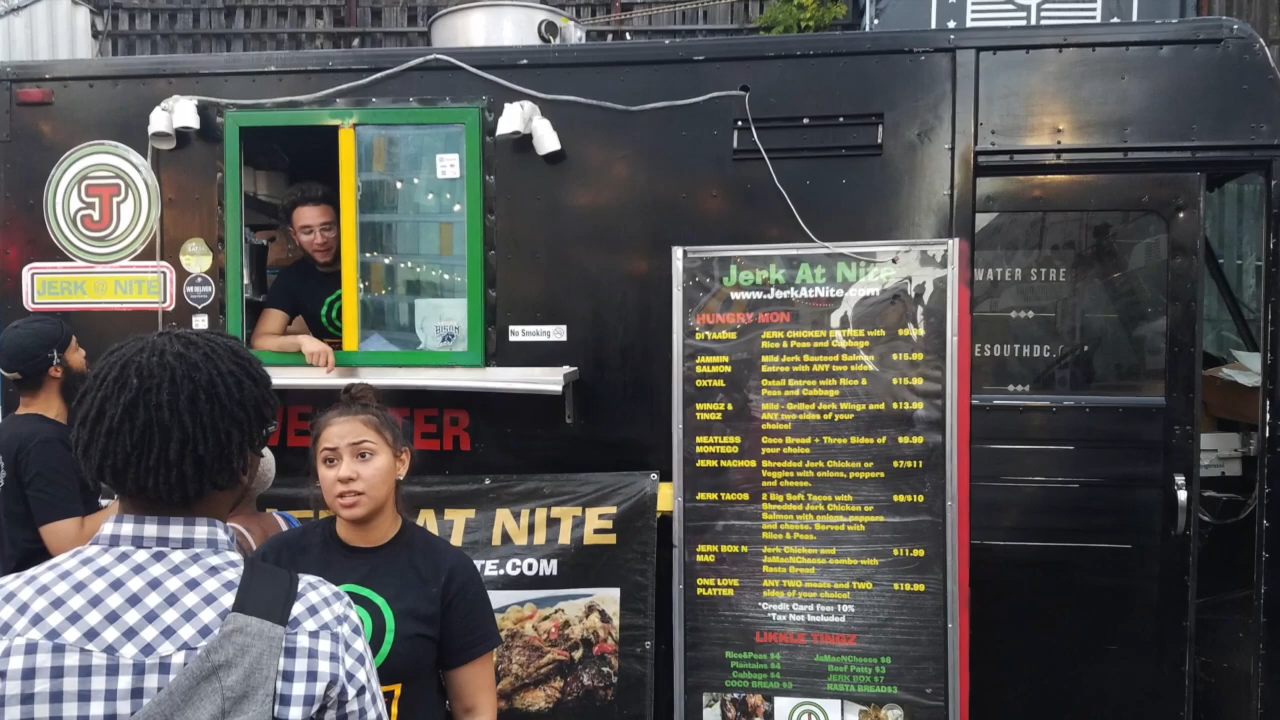 J
JERK @ NITE
WE DELIVER
No Smoking
BISON
AT NITE
TE.COM
WATER STRE
ESOUTHDC.
Jerk At Nite
www.JerkAtNite.com
HUNGRY MON
DI YAADIE JERK CHICKEN ENTREE with $9.99
Rice & Peas and Cabbage
JAMMIN Mild Jerk Sauteed Salmon $15.99
SALMON Entree with ANY two sides
OXTAIL Oxtail Entree with Rice & $15.99
Peas and Cabbage
WINGZ & Mild - Grilled Jerk Wingz and $13.99
TINGZ ANY two sides of your
choice!
MEATLESS Coco Bread + Three Sides of $9.99
MONTEGO your choice
JERK NACHOS Shredded Jerk Chicken or $7/$11
Veggies with onions, peppers
and cheese.
JERK TACOS 2 Big Soft Tacos with $8/$10
Shredded Jerk Chicken or
Salmon with onions, peppers
and cheese. Served with
Rice & Peas.
JERK BOX N Jerk Chicken and $11.99
MAC JaMacNCheese combo with
Rasta Bread
ONE LOVE ANY TWO meats and TWO $19.99
PLATTER sides of your choice!
*Credit Card fee: 10%
*Tax Not Included
LIKKLE TINGZ
Rice&Peas $4 JaMacNCheese $6
Plantains $4 Beef Patty $3
Cabbage $4 JERK BOX $7
COCO BREAD $3 RASTA BREAD$3